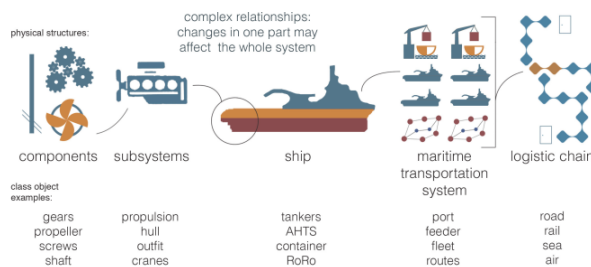 complex relationships:
changes in one part may
affect the whole system
physical structures:
components
subsystems
ship
maritime
transportation
system
logistic chain
class object
examples:
gears
propeller
screws
shaft
propulsion
hull
outfit
cranes
tankers
AHTS
container
RoRo
port
feeder
fleet
routes
road
rail
sea
air